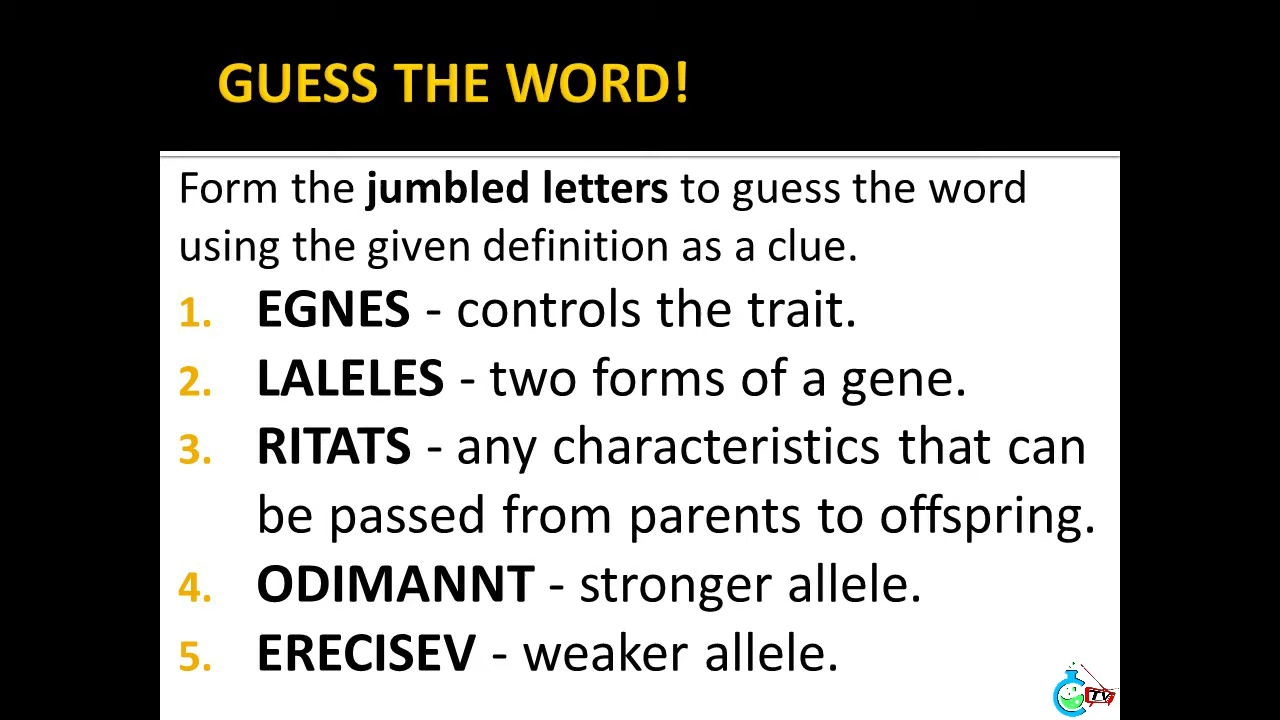 GUESS THE WORD!
Form the jumbled letters to guess the word
using the given definition as a clue.
1. EGNES - controls the trait.
2. LALELES - two forms of a gene.
3. RITATS - any characteristics that can
be passed from parents to offspring.
4. ODIMANNT - stronger allele.
5. ERECISEV - weaker allele.
TV